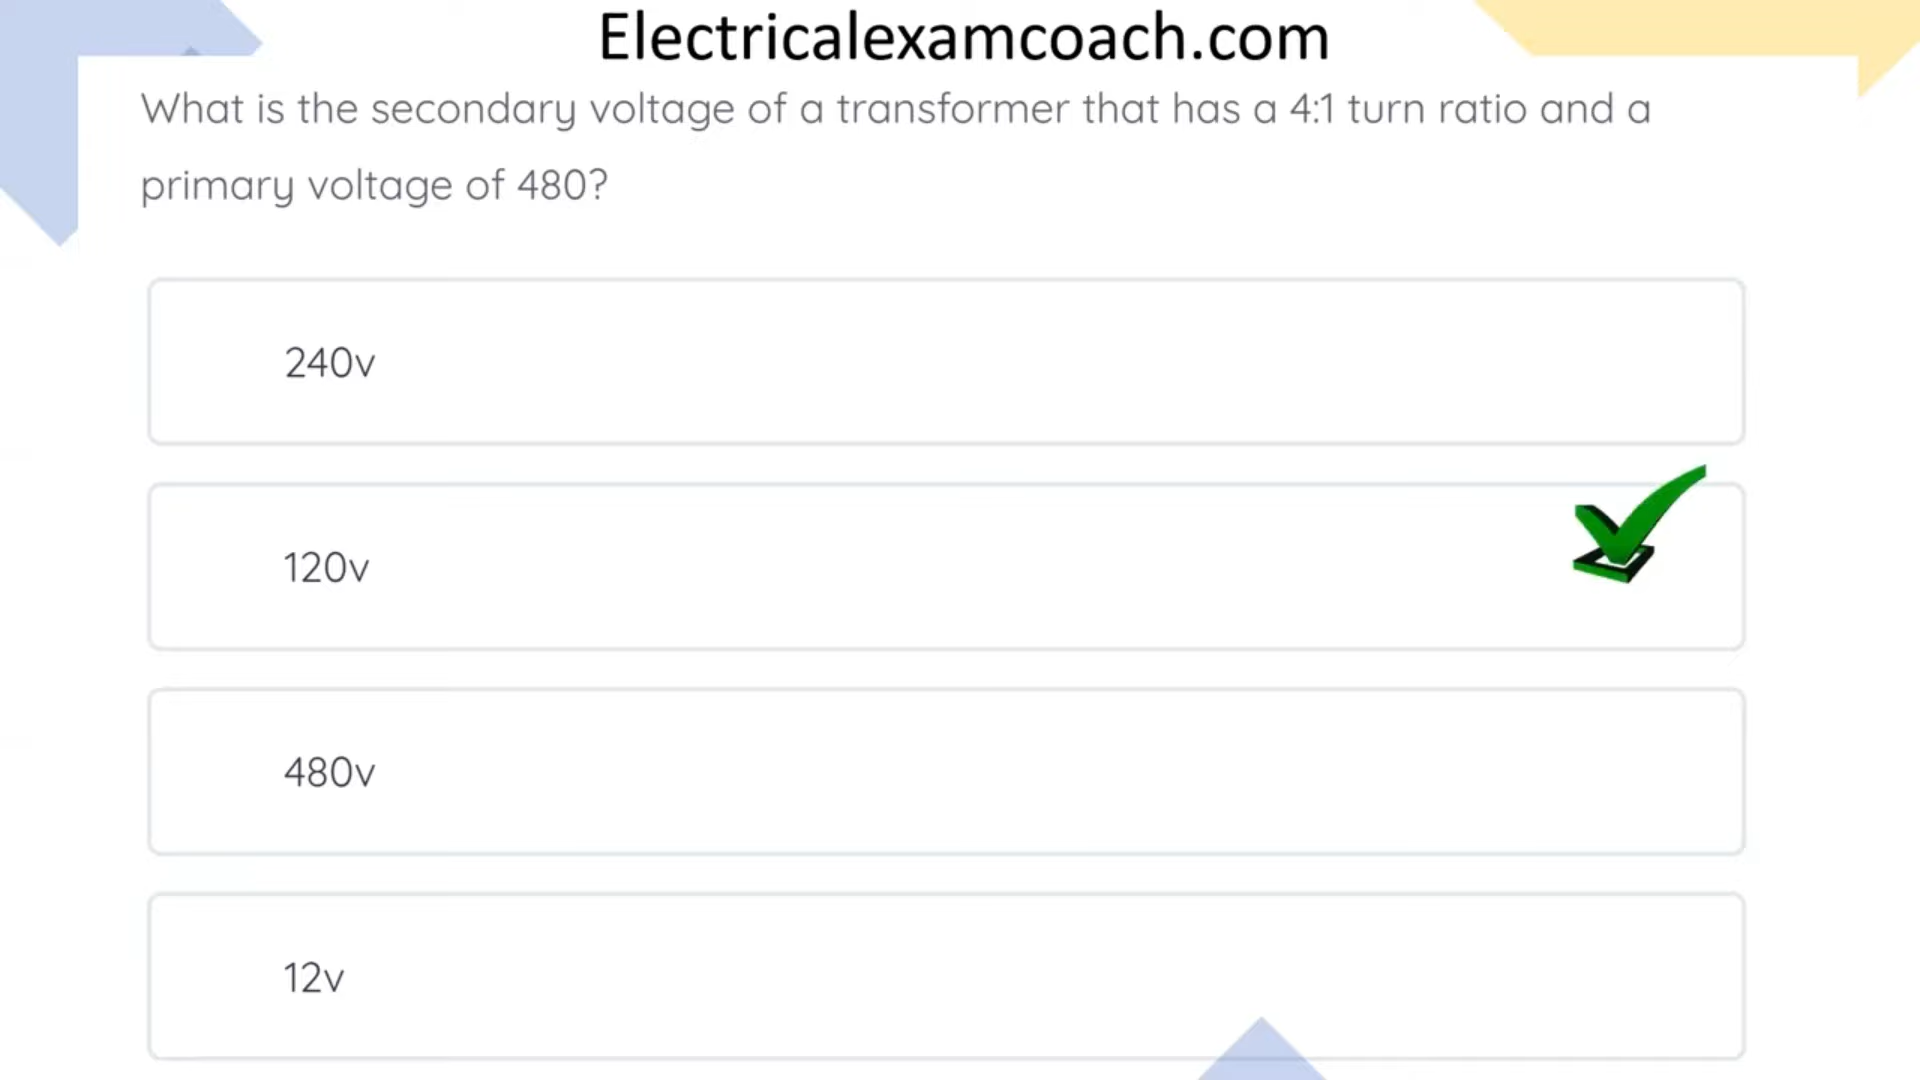 Electricalexamcoach.com
What is the secondary voltage of a transformer that has a 4:1 turn ratio and a
primary voltage of 480?
240v
120v
480v
12v